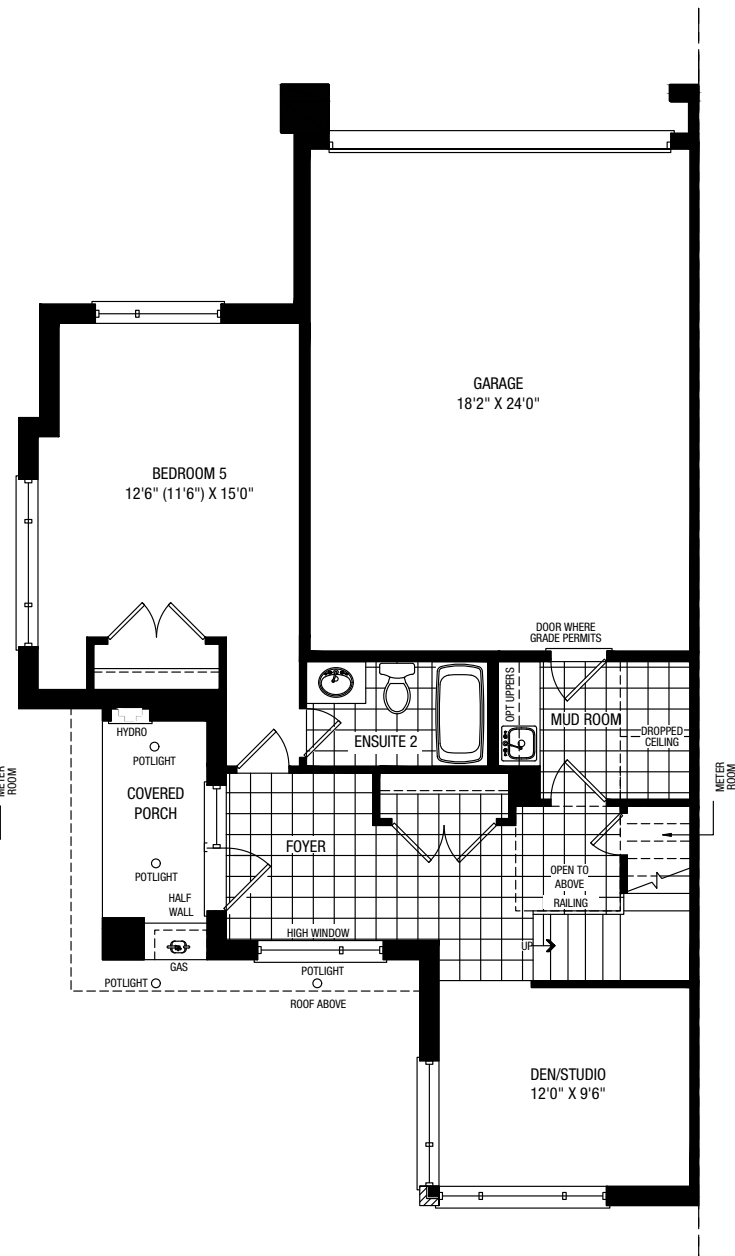 GARAGE
18'2" X 24'0"
BEDROOM 5
12'6" (11'6") X 15'0"
DOOR WHERE
GRADE PERMITS
OPT UPPERS
MUD ROOM
DROPPED
CEILING
ENSUITE 2
HYDRO
POTLIGHT
METER
ROOM
METER
ROOM
COVERED
PORCH
FOYER
POTLIGHT
OPEN TO
ABOVE
HALF
WALL
RAILING
HIGH WINDOW
UP
GAS
POTLIGHT
POTLIGHT
ROOF ABOVE
DEN/STUDIO
12'0" X 9'6"